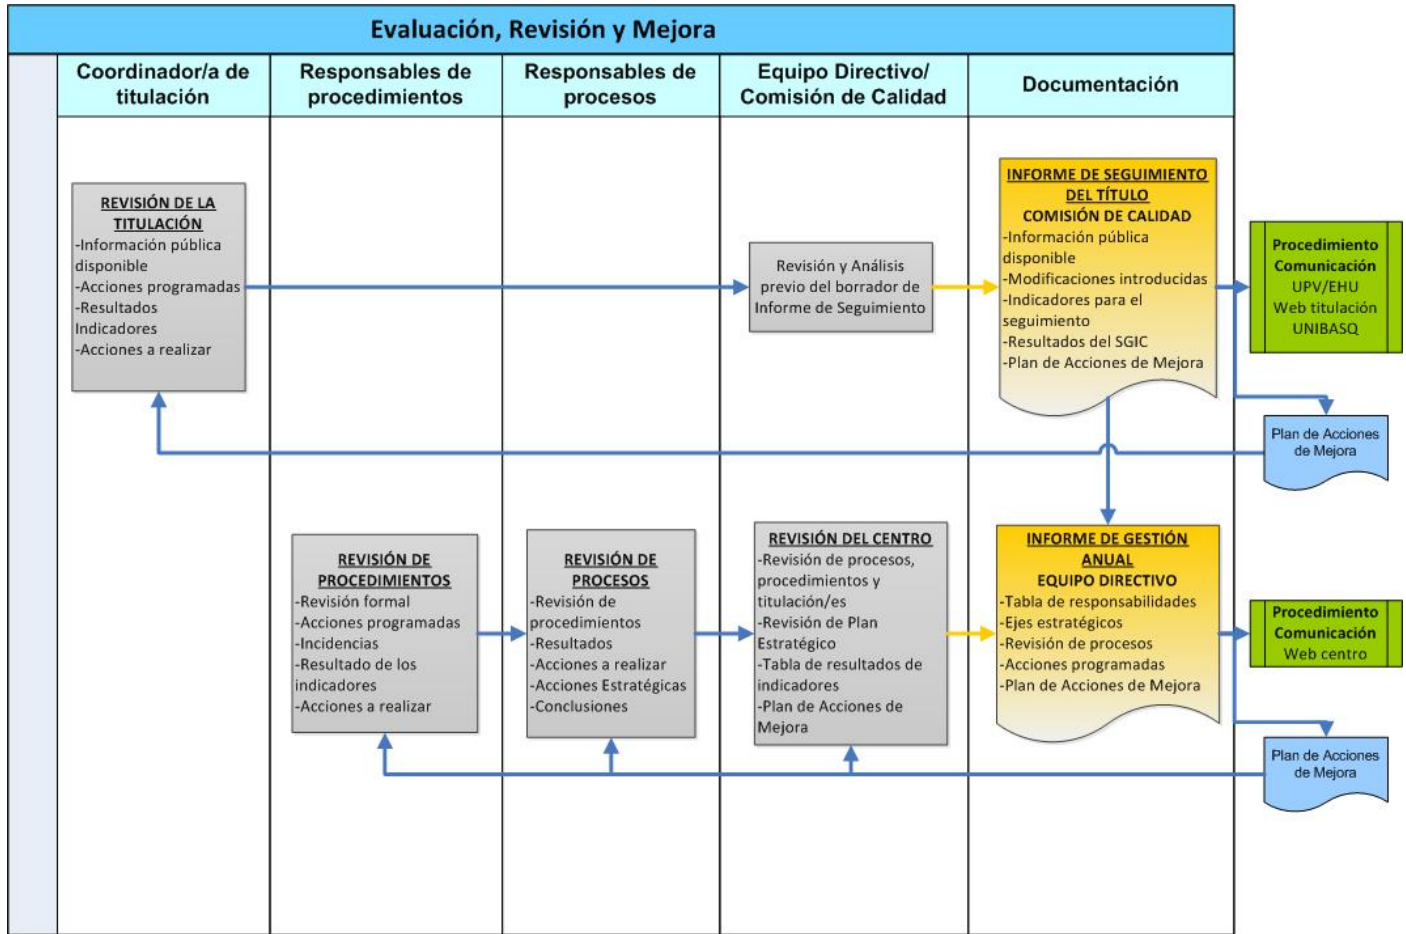 Evaluación, Revisión y Mejora
Coordinador/a de
titulación
Responsables de
procedimientos
Responsables de
procesos
Equipo Directivo/
Comisión de Calidad
Documentación
REVISIÓN DE LA
TITULACIÓN
-Información pública
disponible
-Acciones programadas
-Resultados
Indicadores
-Acciones a realizar
Revisión y Análisis
previo del borrador de
Informe de Seguimiento
INFORME DE SEGUIMIENTO
DEL TÍTULO
COMISIÓN DE CALIDAD
-Información pública
disponible
-Modificaciones introducidas
-Indicadores para el
seguimiento
-Resultados del SGIC
-Plan de Acciones de Mejora
Procedimiento
Comunicación
UPV/EHU
Web titulación
UNIBASQ
Plan de Acciones
de Mejora
REVISIÓN DE
PROCEDIMIENTOS
-Revisión formal
-Acciones programadas
-Incidencias
-Resultado de los
indicadores
-Acciones a realizar
REVISIÓN DE
PROCESOS
-Revisión de
procedimientos
-Resultados
-Acciones a realizar
-Acciones Estratégicas
-Conclusiones
REVISIÓN DEL CENTRO
-Revisión de procesos,
procedimientos y
titulación/es
-Revisión de Plan
Estratégico
-Tabla de resultados de
indicadores
-Plan de Acciones de
Mejora
INFORME DE GESTIÓN
ANUAL
EQUIPO DIRECTIVO
-Tabla de responsabilidades
-Ejes estratégicos
-Revisión de procesos
-Acciones programadas
-Plan de Acciones de Mejora
Procedimiento
Comunicación
Web centro
Plan de Acciones
de Mejora